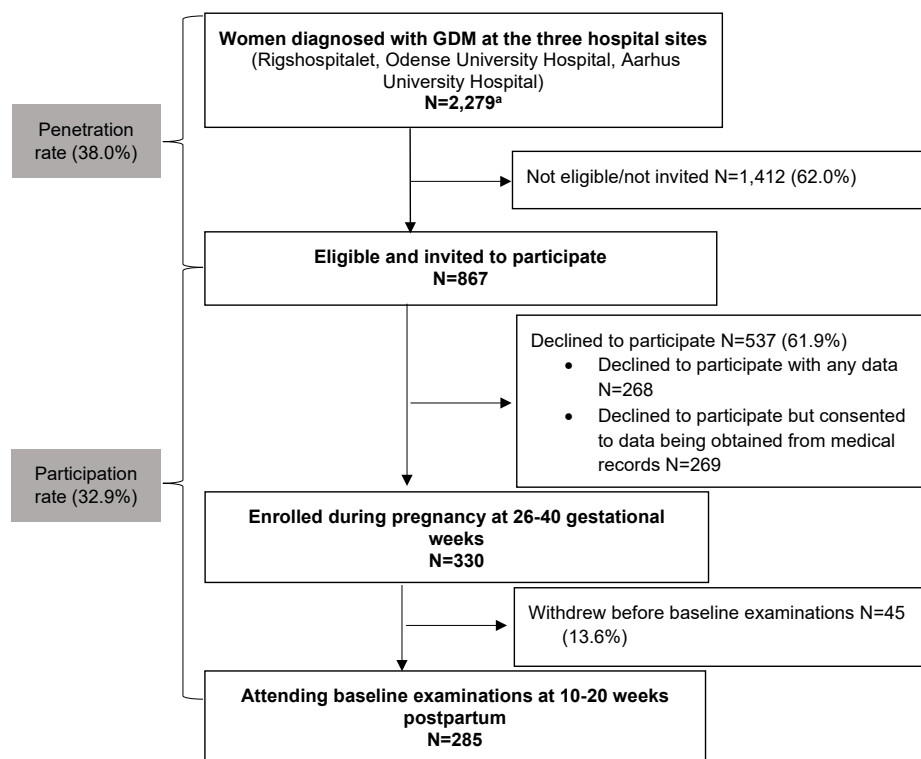 Women diagnosed with GDM at the three hospital sites
(Rigshospitalet, Odense University Hospital, Aarhus
University Hospital)
N=2,279ᵃ
Penetration
rate (38.0%)
Not eligible/not invited N=1,412 (62.0%)
Eligible and invited to participate
N=867
Declined to participate N=537 (61.9%)
• Declined to participate with any data
N=268
• Declined to participate but consented
to data being obtained from medical
records N=269
Participation
rate (32.9%)
Enrolled during pregnancy at 26-40 gestational
weeks
N=330
Withdrew before baseline examinations N=45
(13.6%)
Attending baseline examinations at 10-20 weeks
postpartum
N=285